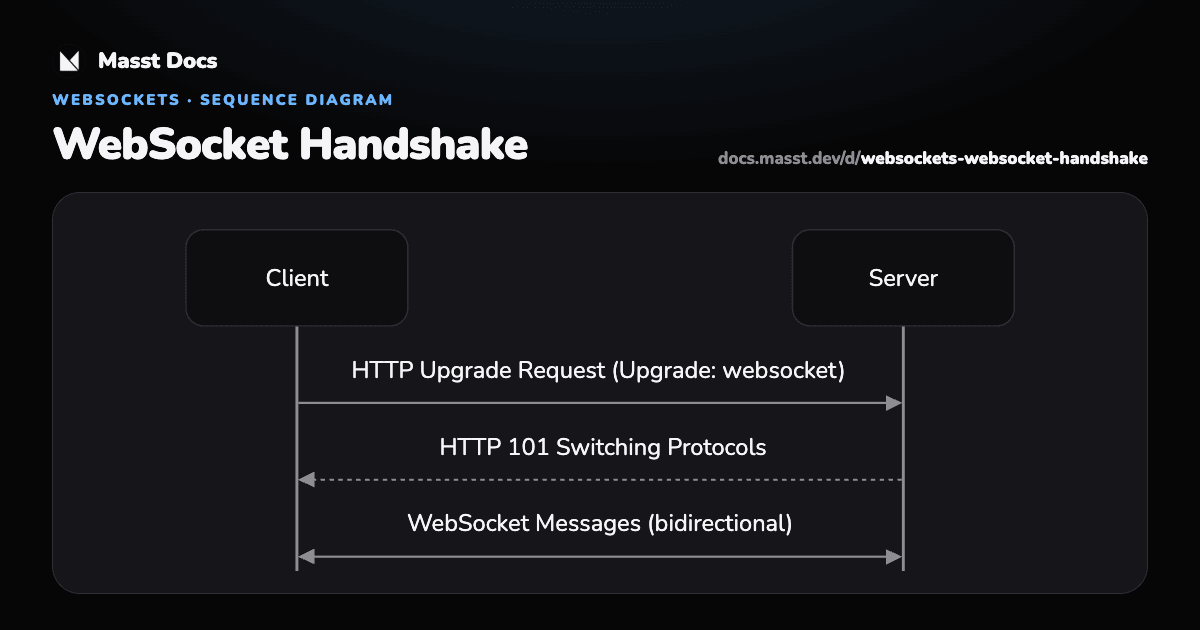 Masst Docs
WEBSOCKETS · SEQUENCE DIAGRAM
WebSocket Handshake
docs.masst.dev/d/websockets-websocket-handshake
Client
Server
HTTP Upgrade Request (Upgrade: websocket)
HTTP 101 Switching Protocols
WebSocket Messages (bidirectional)